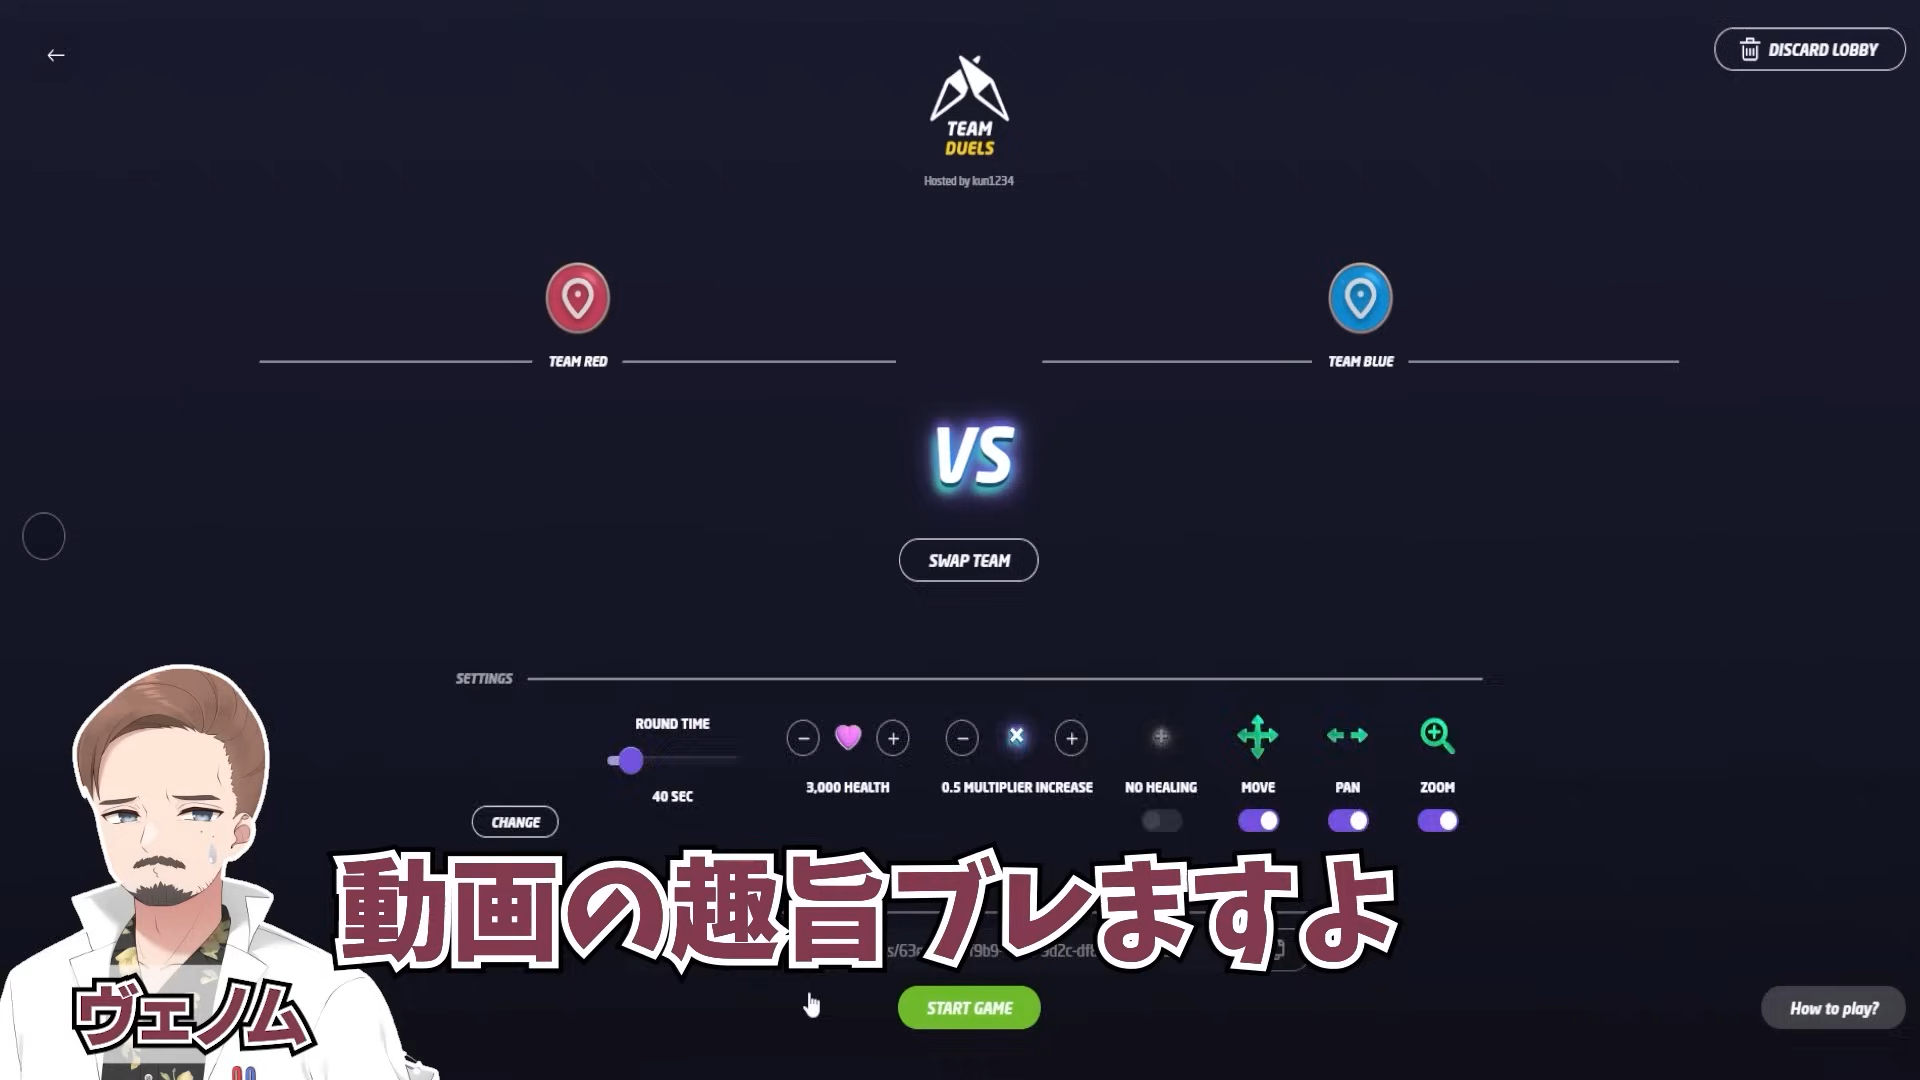 DISCARD LOBBY
TEAM
DUELS
Hosted by kun1234
TEAM RED
TEAM BLUE
VS
SWAP TEAM
SETTINGS
ROUND TIME
40 SEC
3,000 HEALTH
0.5 MULTIPLIER INCREASE
NO HEALING
MOVE
PAN
ZOOM
CHANGE
動画の趣旨ブレますよ
ヴェノム
START GAME
How to play?